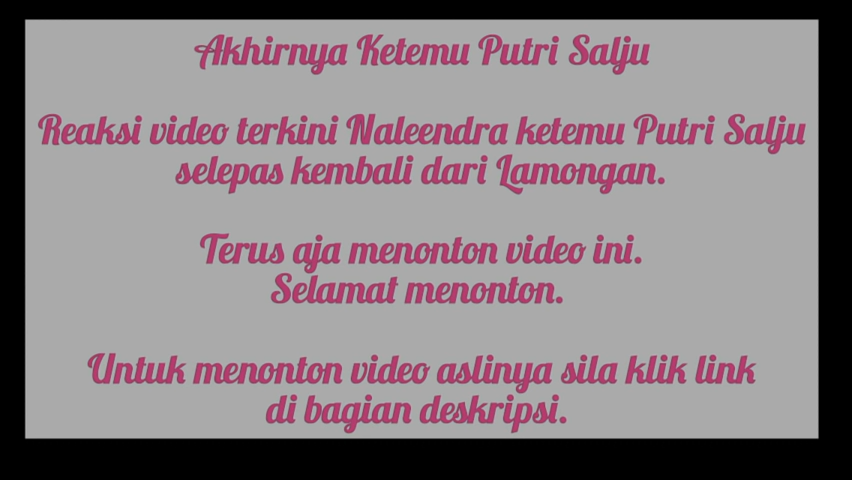 Akhirnya Ketemu Putri Salju
Reaksi video terkini Naleendra ketemu Putri Salju
selepas kembali dari Lamongan.
Terus aja menonton video ini.
Selamat menonton.
Untuk menonton video aslinya sila klik link
di bagian deskripsi.